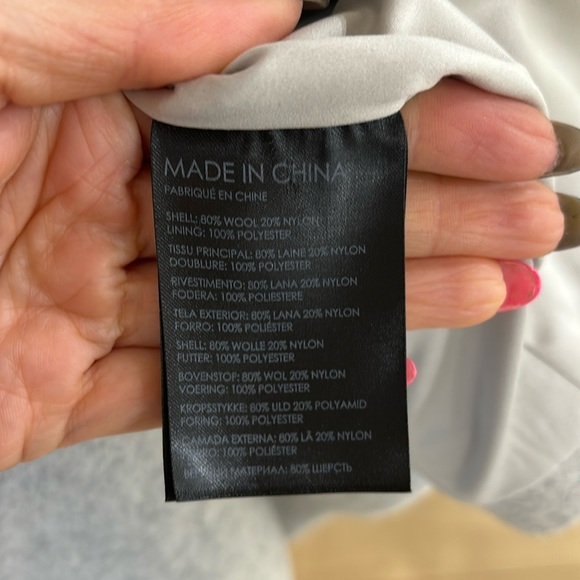 MADE IN CHINA
FABRIQUÉ EN CHINE
SHELL: 80% WOOL 20% NYLON
LINING: 100% POLYESTER
TISSU PRINCIPAL: 80% LAINE 20% NYLON
DOUBLURE: 100% POLYESTER
RIVESTIMENTO: 80% LANA 20% NYLON
FODERA: 100% POLIESTERE
TELA EXTERIOR: 80% LANA 20% NYLON
FORRO: 100% POLIÉSTER
SHELL: 80% WOLLE 20% NYLON
FUTTER: 100% POLYESTER
BOVENSTOF: 80% WOL 20% NYLON
VOERING: 100% POLYESTER
KROPSSTYKKE: 80% ULD 20% POLYAMID
FORING: 100% POLYESTER
CAMADA EXTERNA: 80% LÃ 20% NYLON
100% POLIÉSTER
МАТЕРИАЛ: 80% ШЕРСТЬ